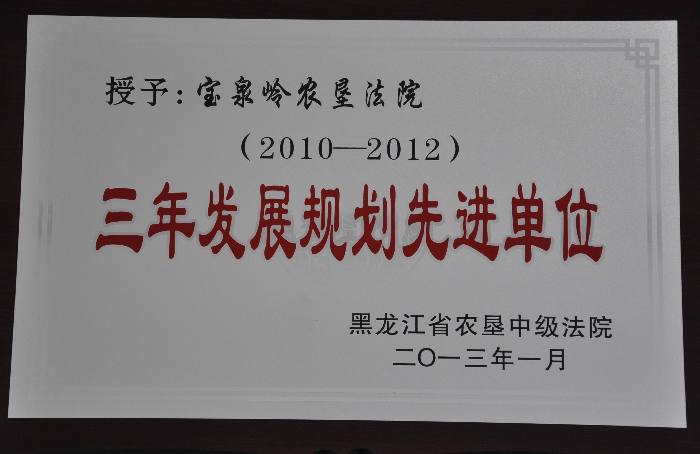 授予：宝泉岭农垦法院
（2010—2012）
三年发展规划先进单位
黑龙江省农垦中级法院
二〇一三年一月